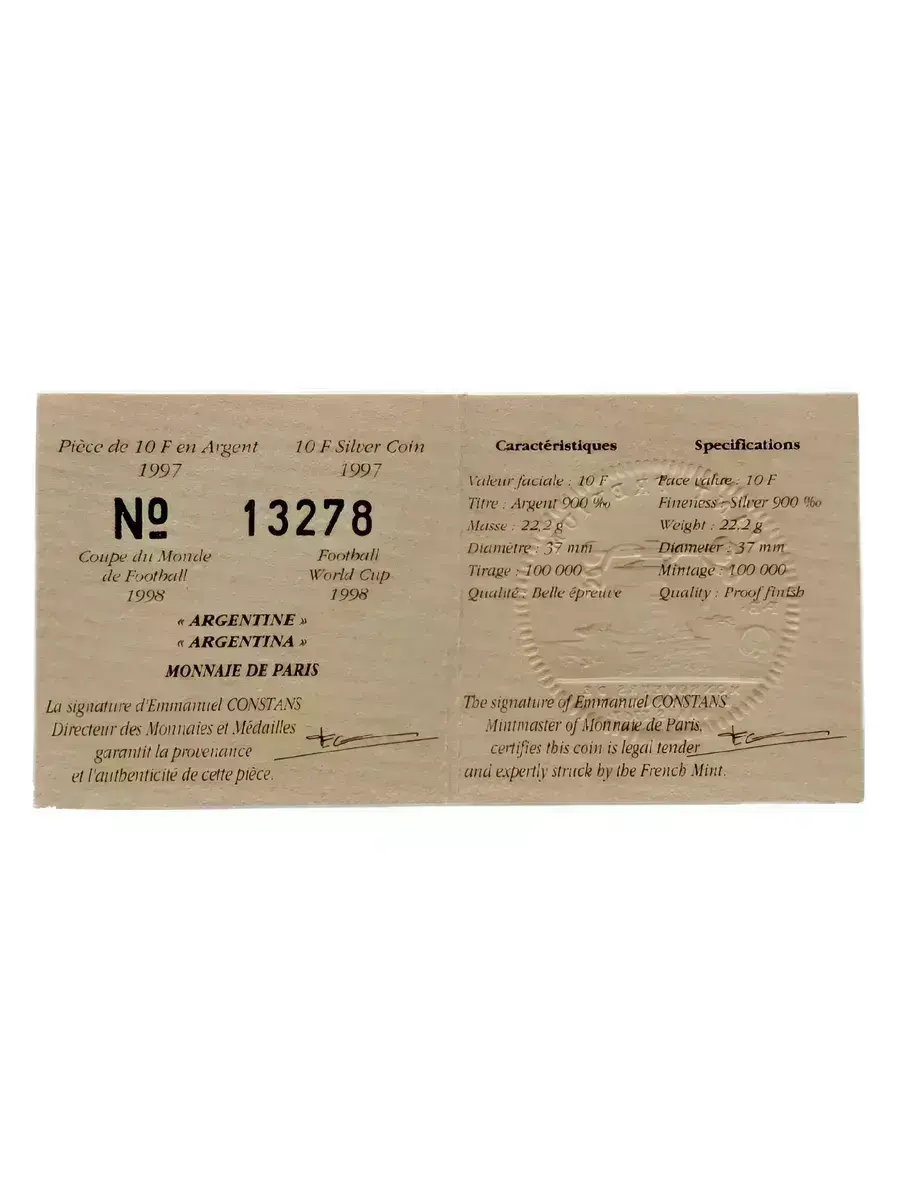 Pièce de 10 F en Argent
1997
10 F Silver Coin
1997
Nº 13278
Coupe du Monde
de Football
1998
Football
World Cup
1998
« ARGENTINE »
« ARGENTINA »
MONNAIE DE PARIS
La signature d'Emmanuel CONSTANS
Directeur des Monnaies et Médailles
garantit la provenance
et l'authenticité de cette pièce.
Caractéristiques
Valeur faciale : 10 F
Titre : Argent 900 ‰
Masse : 22,2 g
Diamètre : 37 mm
Tirage : 100 000
Qualité : Belle épreuve
Specifications
Face value : 10 F
Fineness : Silver 900 ‰
Weight : 22,2 g
Diameter : 37 mm
Mintage : 100 000
Quality : Proof finish
The signature of Emmanuel CONSTANS
Mintmaster of Monnaie de Paris,
certifies this coin is legal tender
and expertly struck by the French Mint.